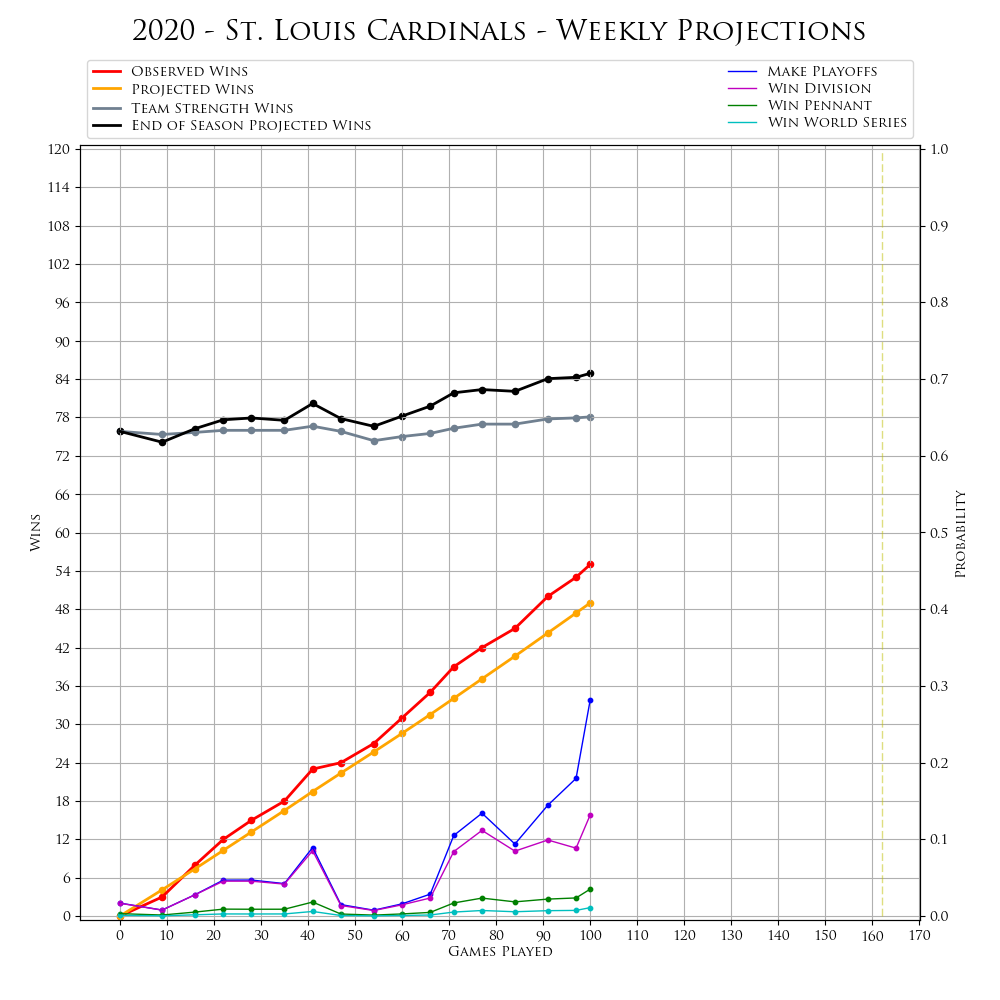 2020 - St. Louis Cardinals - Weekly Projections
Observed Wins
Projected Wins
Team Strength Wins
End of Season Projected Wins
Make Playoffs
Win Division
Win Pennant
Win World Series
120
114
108
102
96
90
84
78
72
66
60
54
48
42
36
30
24
18
12
6
0
Wins
1.0
0.9
0.8
0.7
0.6
0.5
0.4
0.3
0.2
0.1
0.0
Probability
0 10 20 30 40 50 60 70 80 90 100 110 120 130 140 150 160 170
Games Played